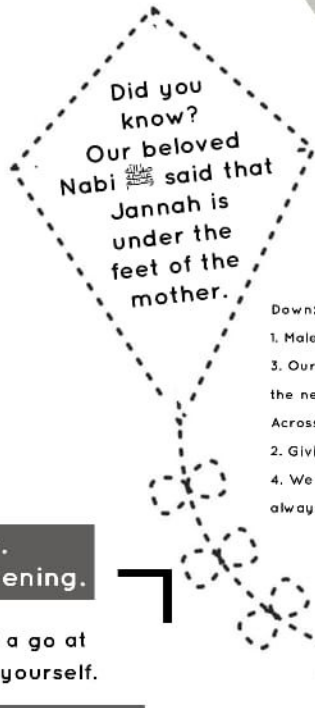 Did you
know?
Our beloved
Nabi ﷺ said that
Jannah is
under the
feet of the
mother.
Down:
1. Male
3. Our
the ne
Across
2. Givi
4. We
alway
.
ening.
a go at
yourself.